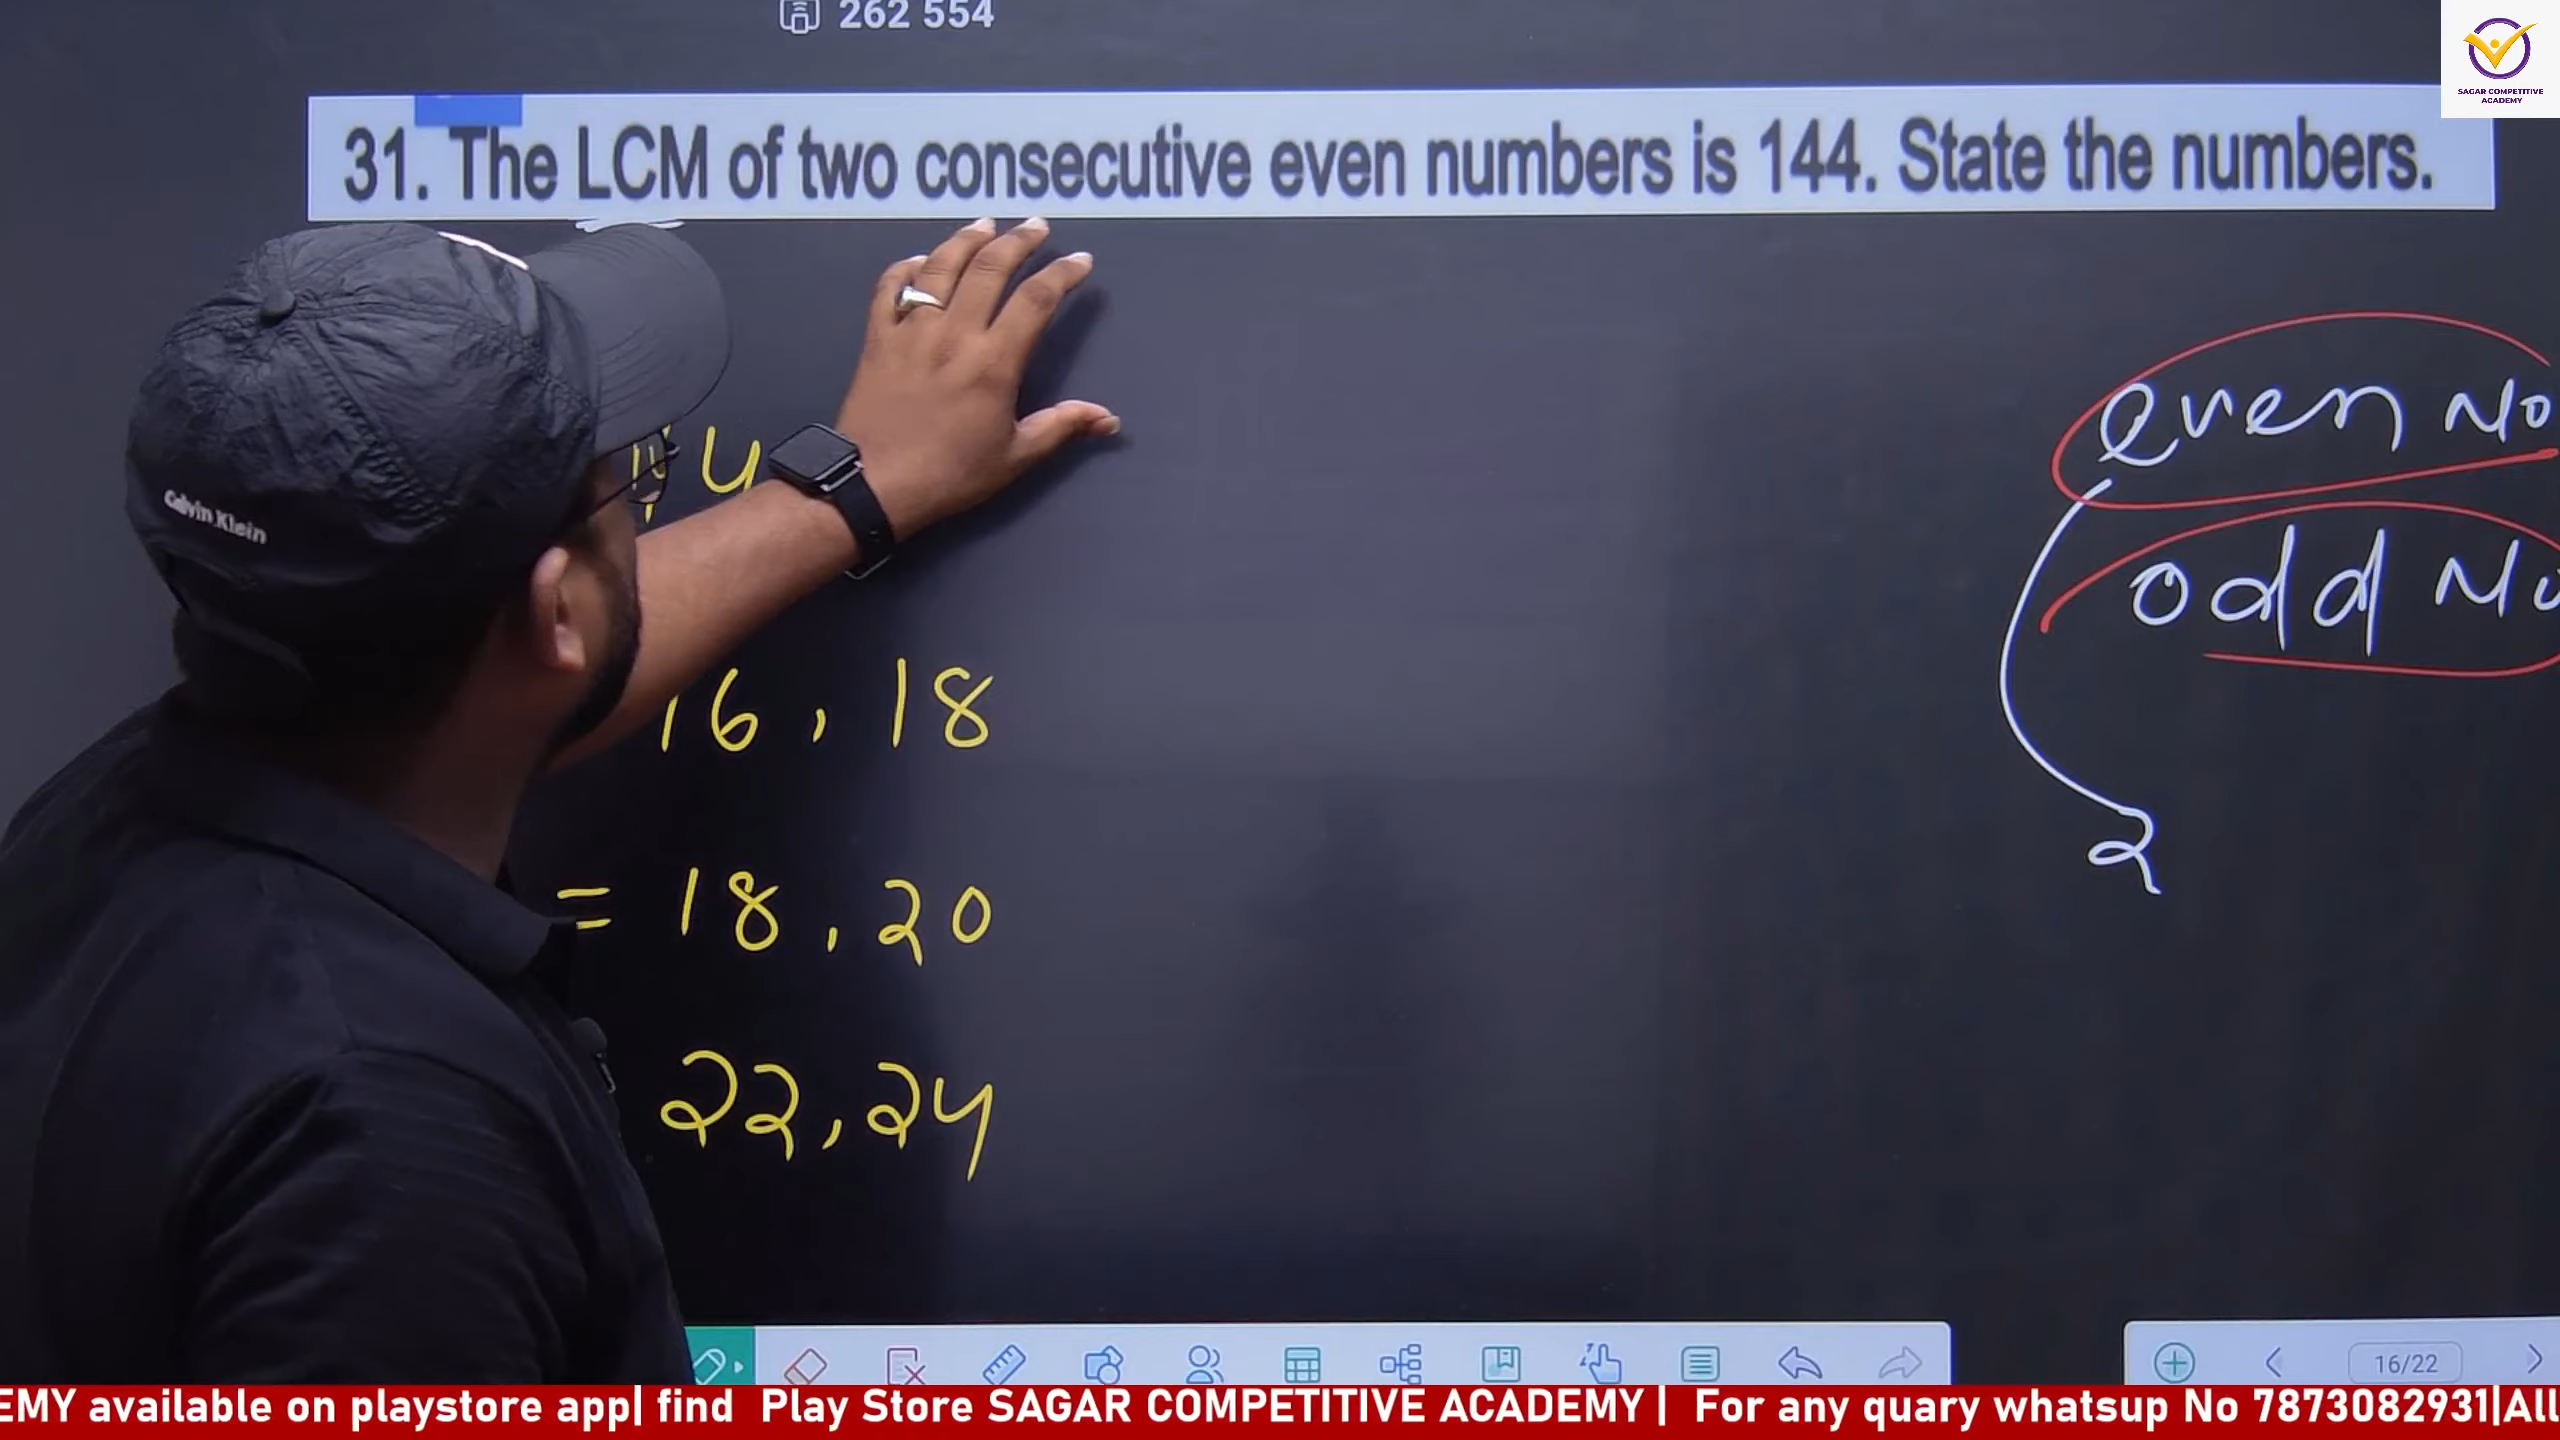 262 554
SAGAR COMPETITIVE
ACADEMY
31. The LCM of two consecutive even numbers is 144. State the numbers.
even No
odd No
2
Calvin Klein
16, 18
= 18, 20
22, 24
16/22
EMY available on playstore app| find Play Store SAGAR COMPETITIVE ACADEMY | For any quary whatsup No 7873082931|All